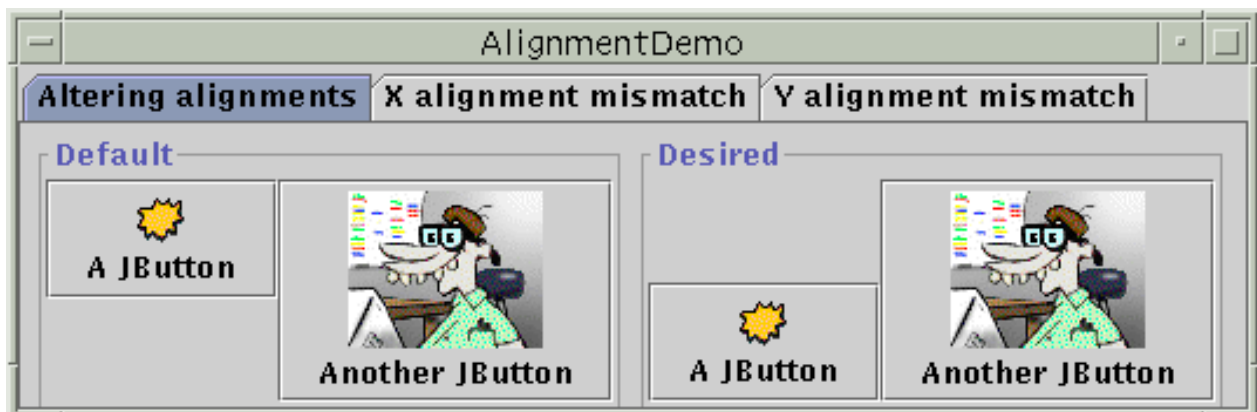 AlignmentDemo
Altering alignments X alignment mismatch Y alignment mismatch
Default
A JButton
Another JButton
Desired
A JButton
Another JButton